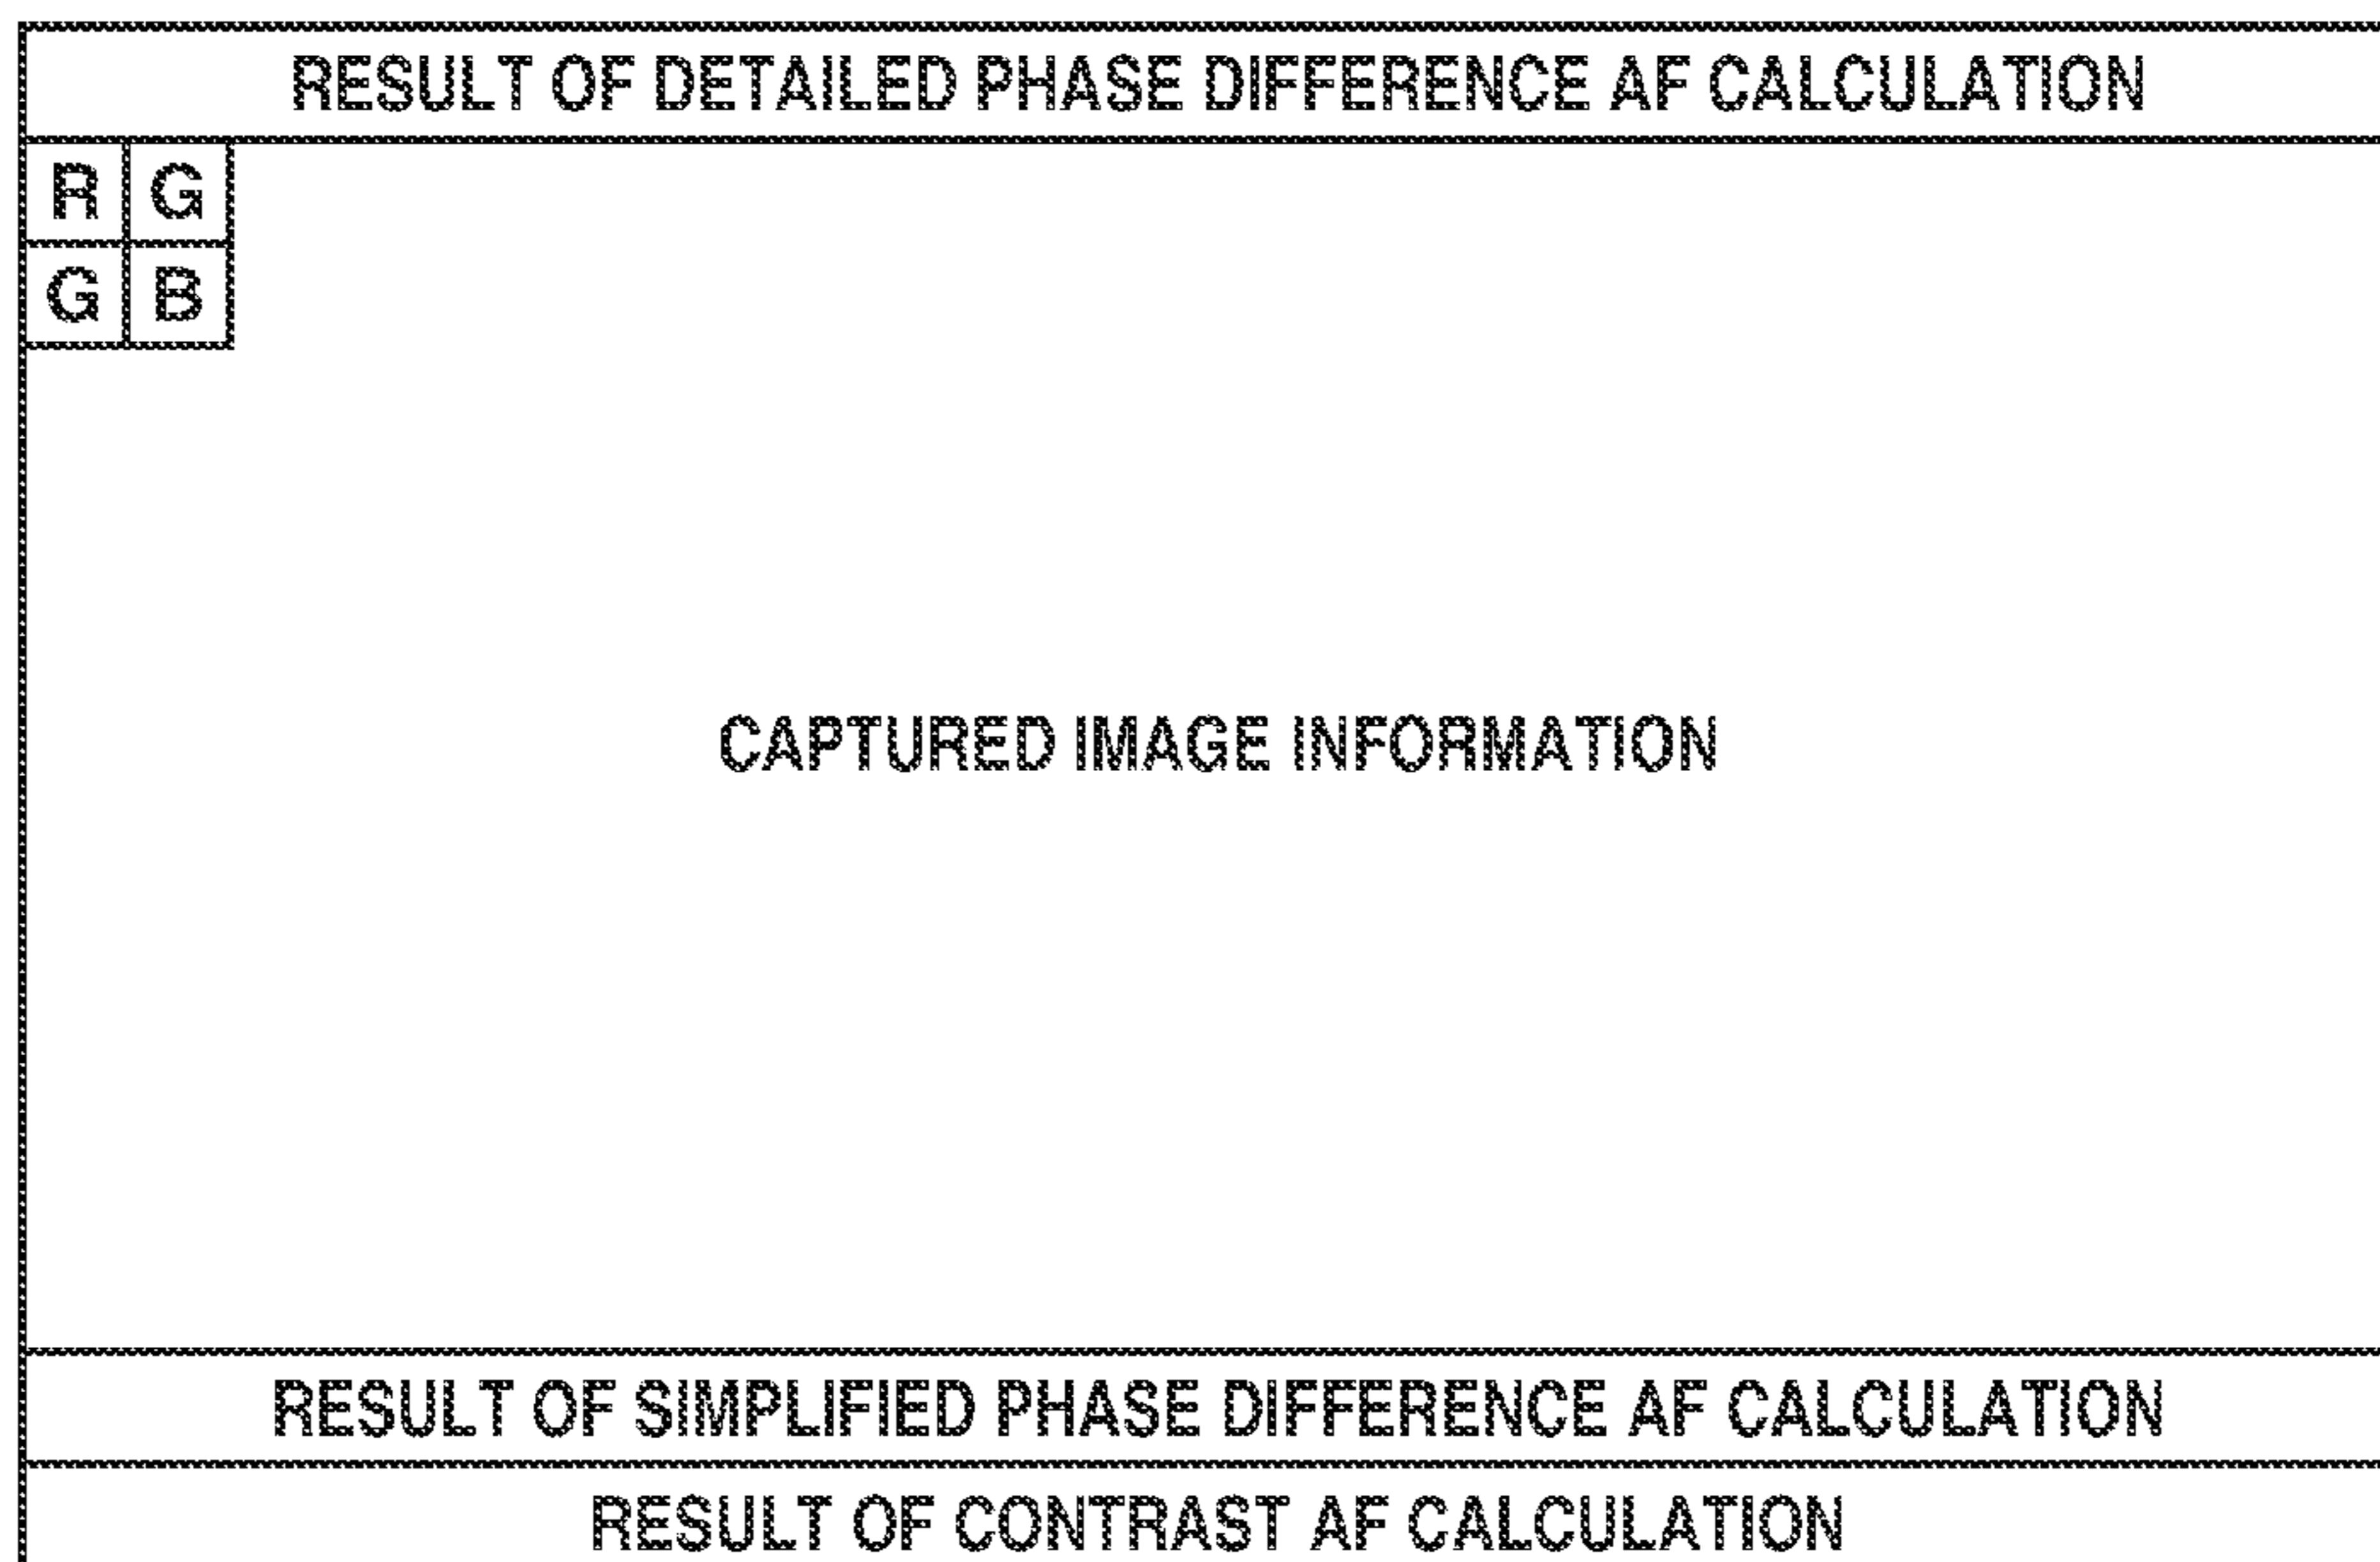 RESULT OF DETAILED PHASE DIFFERENCE AF CALCULATION
R G
G B
CAPTURED IMAGE INFORMATION
RESULT OF SIMPLIFIED PHASE DIFFERENCE AF CALCULATION
RESULT OF CONTRAST AF CALCULATION